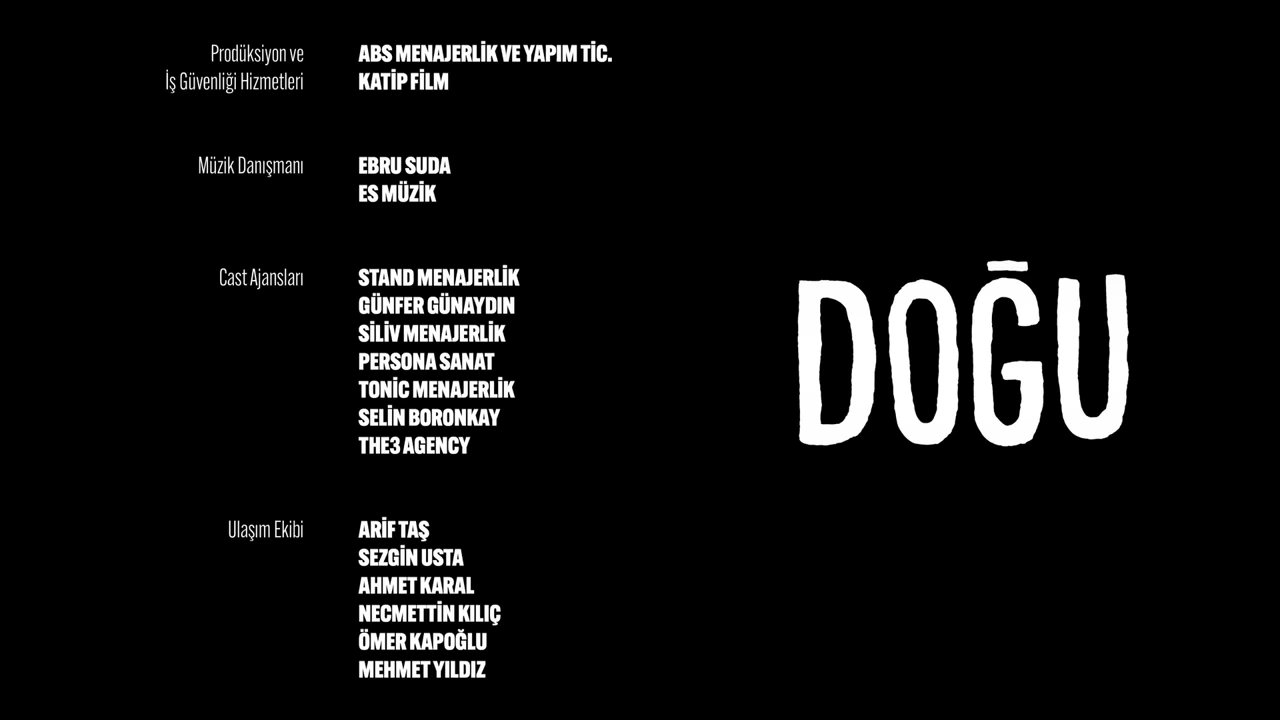 Prodüksiyon ve
İş Güvenliği Hizmetleri
ABS MENAJERLİK VE YAPIM TİC.
KATİP FİLM
Müzik Danışmanı
EBRU SUDA
ES MÜZİK
Cast Ajansları
STAND MENAJERLİK
GÜNFER GÜNAYDIN
SİLİV MENAJERLİK
PERSONA SANAT
TONİC MENAJERLİK
SELİN BORONKAY
THE3 AGENCY
Ulaşım Ekibi
ARİF TAŞ
SEZGİN USTA
AHMET KARAL
NECMETTİN KILIÇ
ÖMER KAPOĞLU
MEHMET YILDIZ
DOĞU